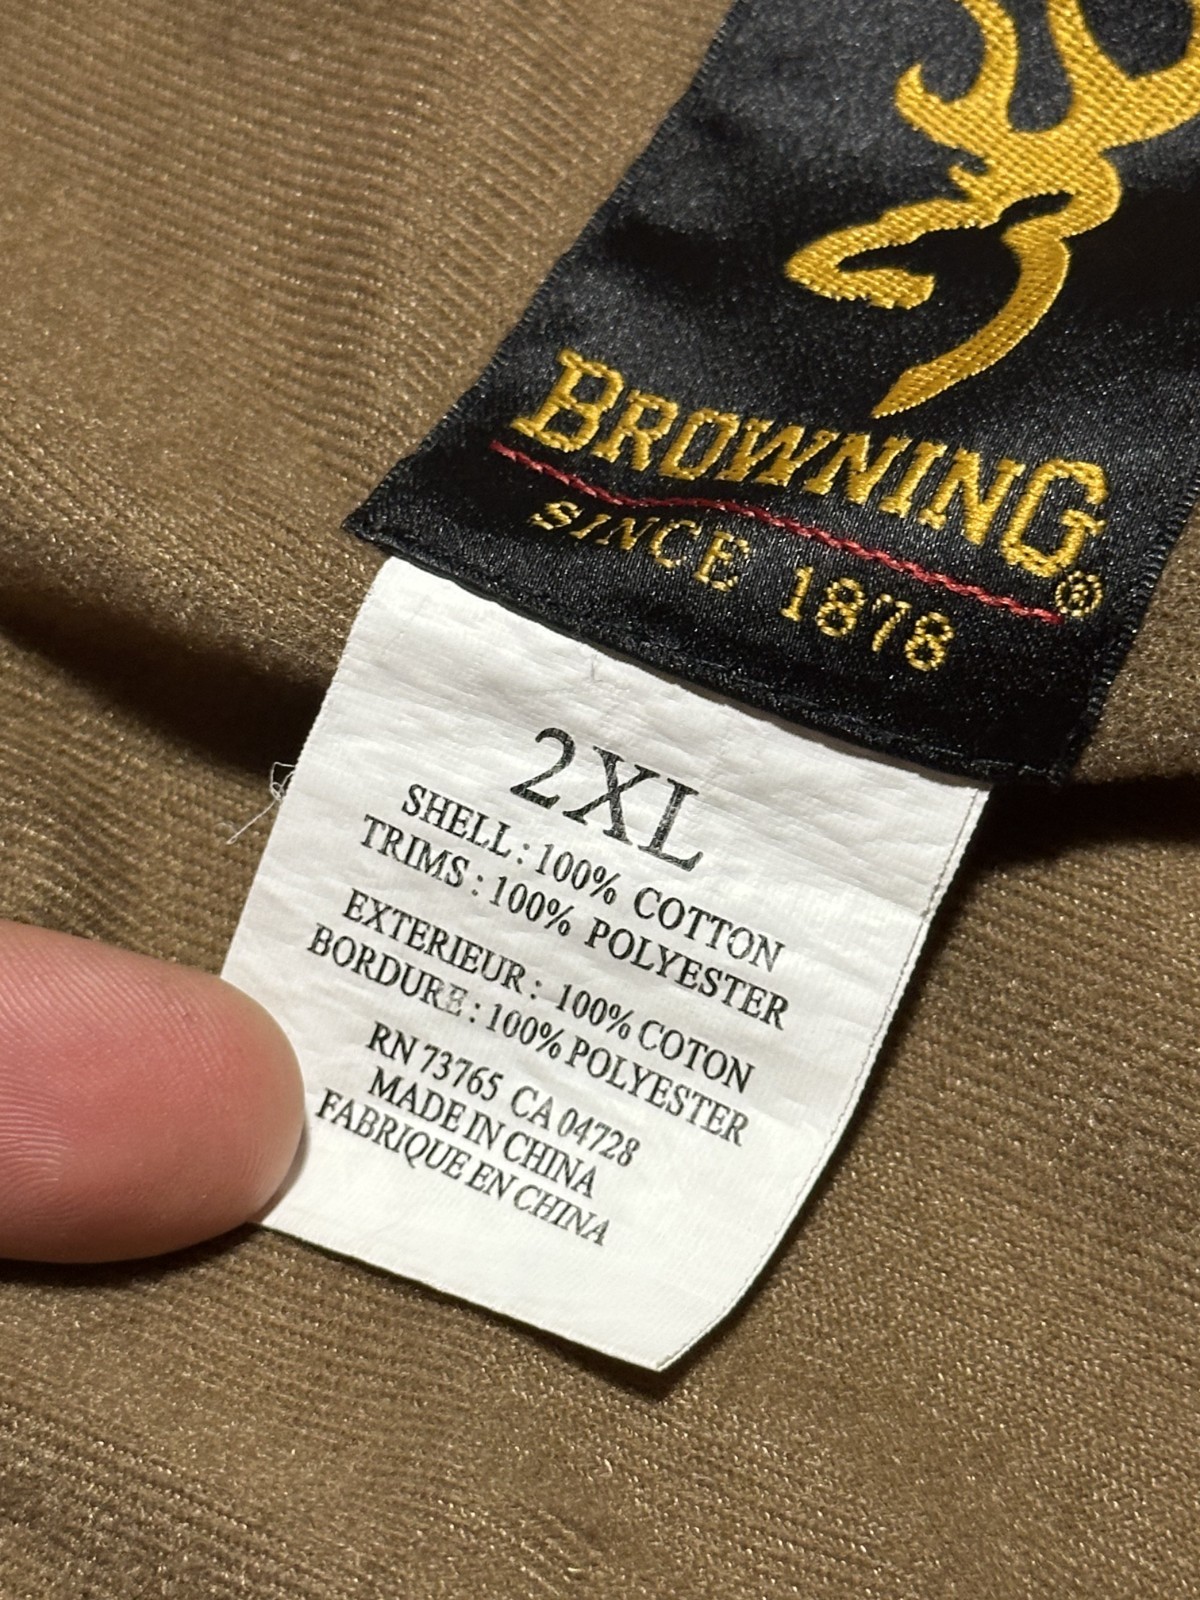 BROWNING®
SINCE 1878
2XL
SHELL : 100% COTTON
TRIMS : 100% POLYESTER
EXTERIEUR : 100% COTON
BORDURE : 100% POLYESTER
RN 73765 CA 04728
MADE IN CHINA
FABRIQUE EN CHINA